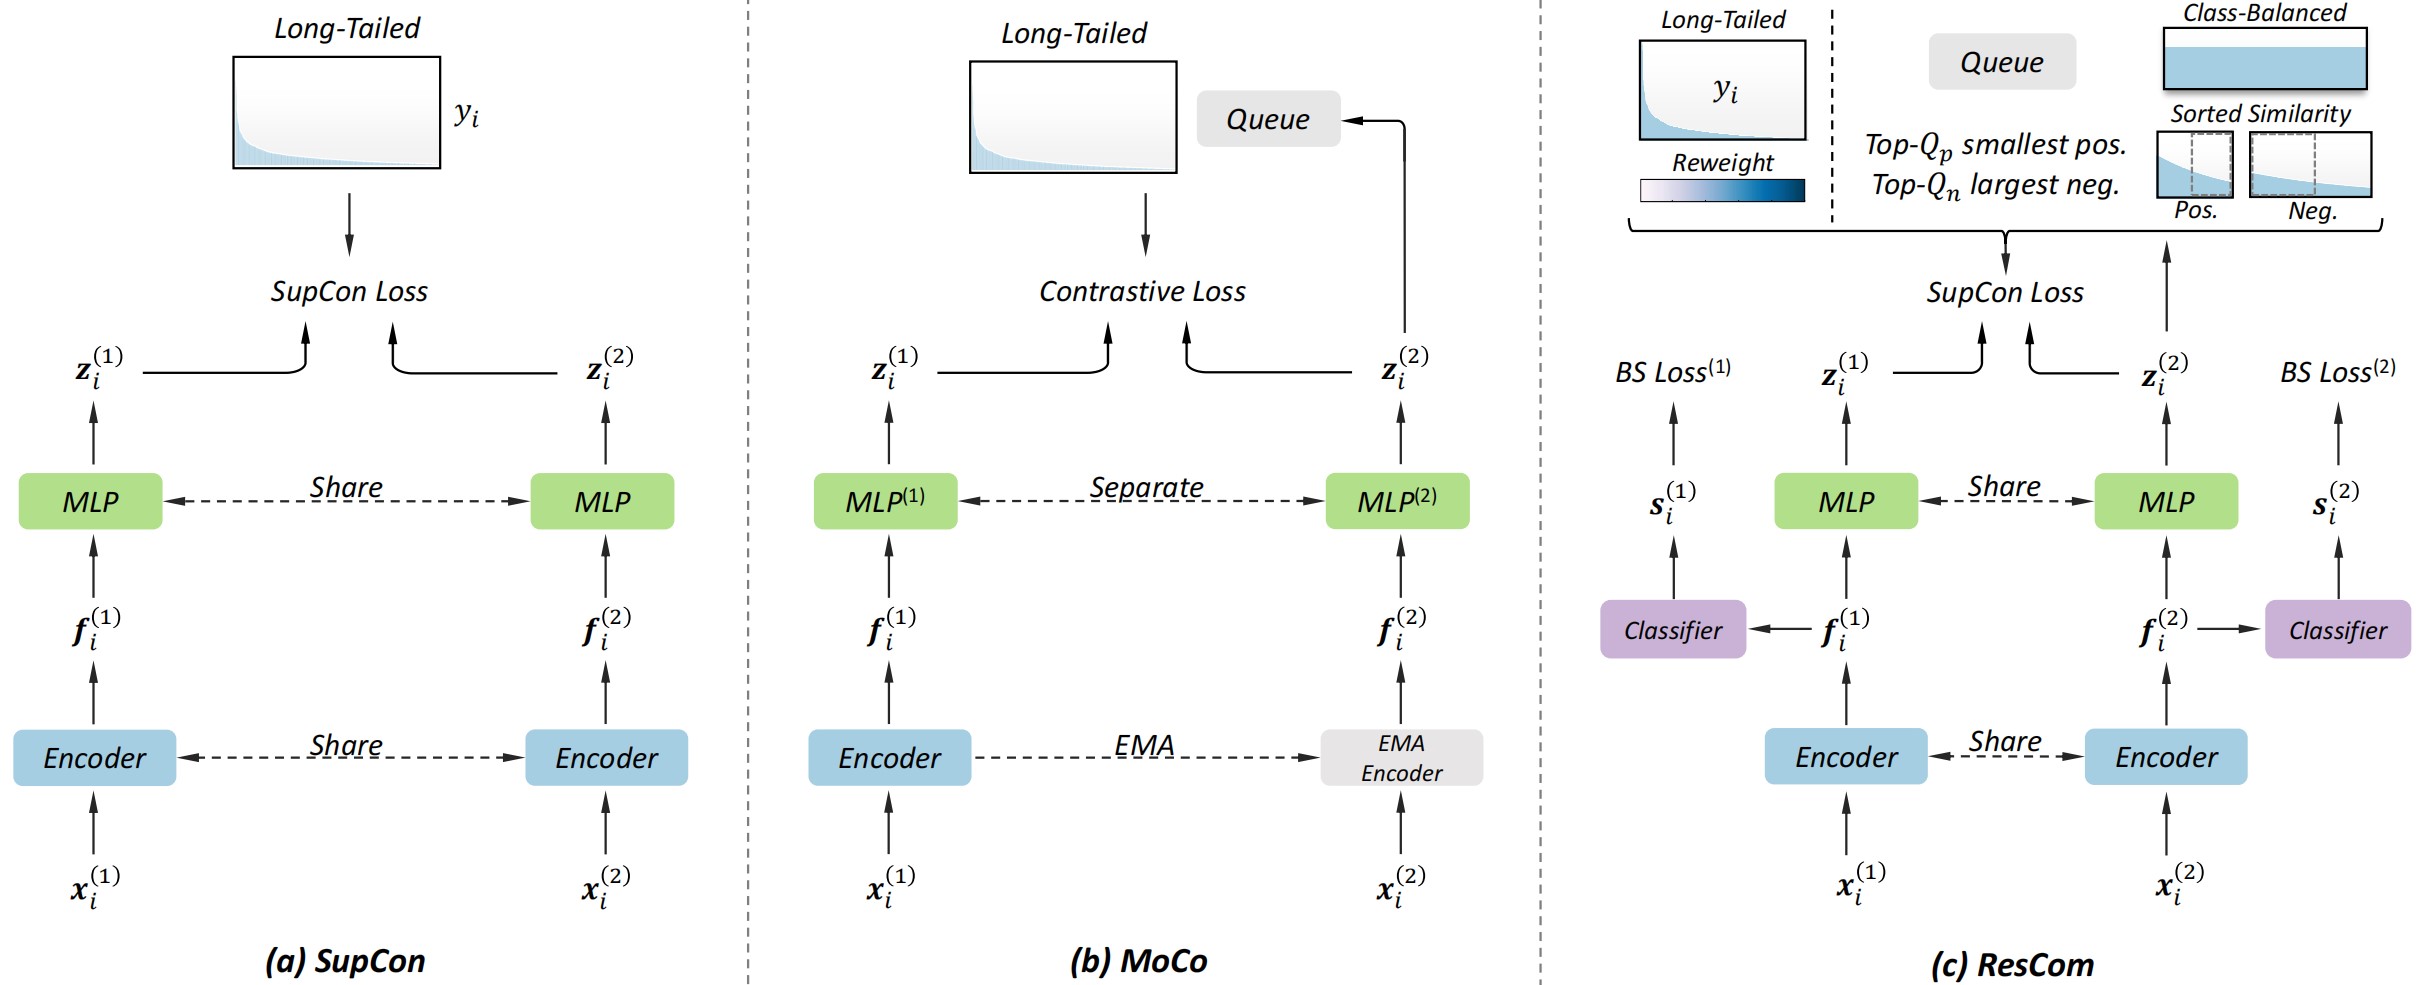 Long-Tailed
y_i
SupCon Loss
z_i^(1)
z_i^(2)
MLP
Share
MLP
f_i^(1)
f_i^(2)
Encoder
Share
Encoder
x_i^(1)
x_i^(2)
(a) SupCon
Long-Tailed
Queue
Contrastive Loss
z_i^(1)
z_i^(2)
MLP^(1)
Separate
MLP^(2)
f_i^(1)
f_i^(2)
Encoder
EMA
EMA
Encoder
x_i^(1)
x_i^(2)
(b) MoCo
Long-Tailed
y_i
Reweight
Queue
Class-Balanced
Top-Q_p smallest pos.
Top-Q_n largest neg.
Sorted Similarity
Pos.
Neg.
SupCon Loss
BS Loss^(1)
z_i^(1)
z_i^(2)
BS Loss^(2)
s_i^(1)
MLP
Share
MLP
s_i^(2)
Classifier
f_i^(1)
f_i^(2)
Classifier
Encoder
Share
Encoder
x_i^(1)
x_i^(2)
(c) ResCom